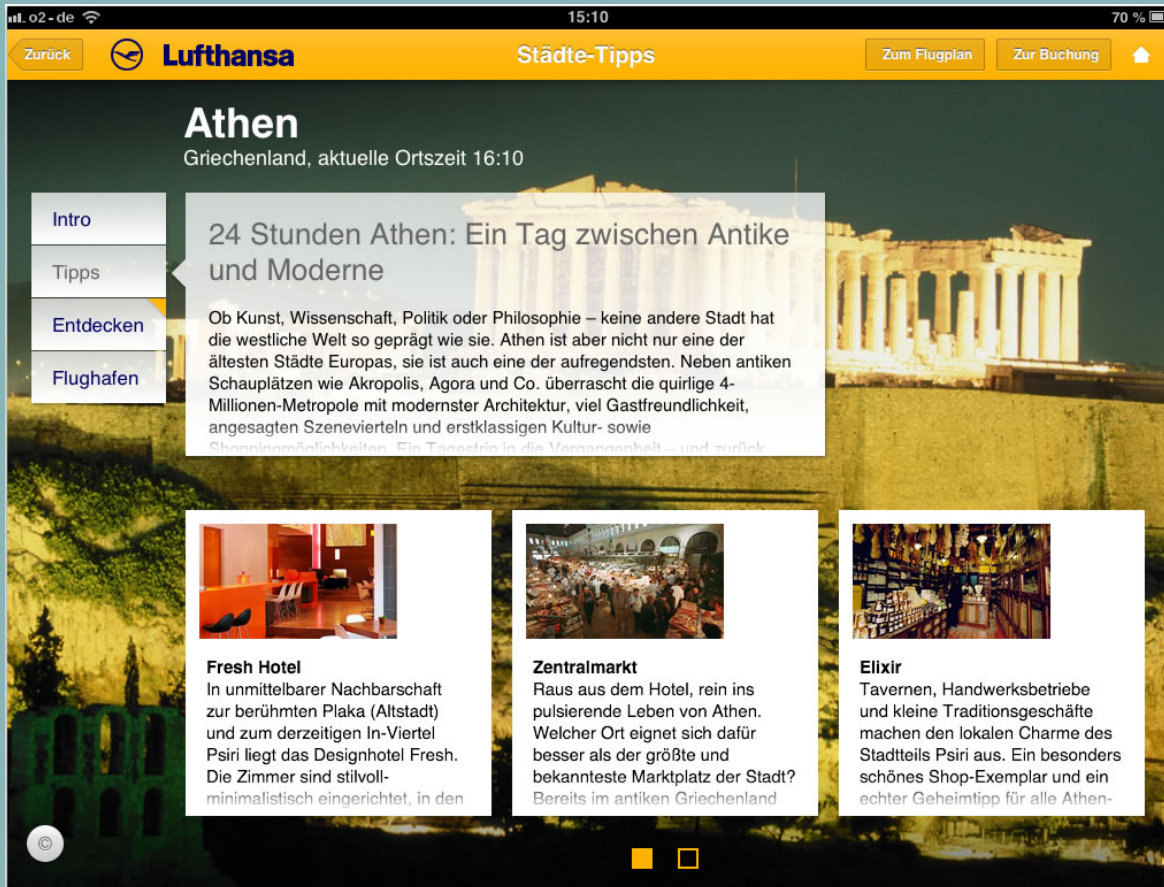 o2-de
15:10
70 %
Zurück
Lufthansa
Städte-Tipps
Zum Flugplan
Zur Buchung
Athen
Griechenland, aktuelle Ortszeit 16:10
Intro
Tipps
Entdecken
Flughafen
24 Stunden Athen: Ein Tag zwischen Antike
und Moderne
Ob Kunst, Wissenschaft, Politik oder Philosophie – keine andere Stadt hat
die westliche Welt so geprägt wie sie. Athen ist aber nicht nur eine der
ältesten Städte Europas, sie ist auch eine der aufregendsten. Neben antiken
Schauplätzen wie Akropolis, Agora und Co. überrascht die quirlige 4-
Millionen-Metropole mit modernster Architektur, viel Gastfreundlichkeit,
angesagten Szenevierteln und erstklassigen Kultur- sowie
Shoppingmöglichkeiten. Ein Tagestrip in die Vergangenheit – und zurück
Fresh Hotel
In unmittelbarer Nachbarschaft
zur berühmten Plaka (Altstadt)
und zum derzeitigen In-Viertel
Psiri liegt das Designhotel Fresh.
Die Zimmer sind stilvoll-
minimalistisch eingerichtet, in den
Zentralmarkt
Raus aus dem Hotel, rein ins
pulsierende Leben von Athen.
Welcher Ort eignet sich dafür
besser als der größte und
bekannteste Marktplatz der Stadt?
Bereits im antiken Griechenland
Elixir
Tavernen, Handwerksbetriebe
und kleine Traditionsgeschäfte
machen den lokalen Charme des
Stadtteils Psiri aus. Ein besonders
schönes Shop-Exemplar und ein
echter Geheimtipp für alle Athen-
©